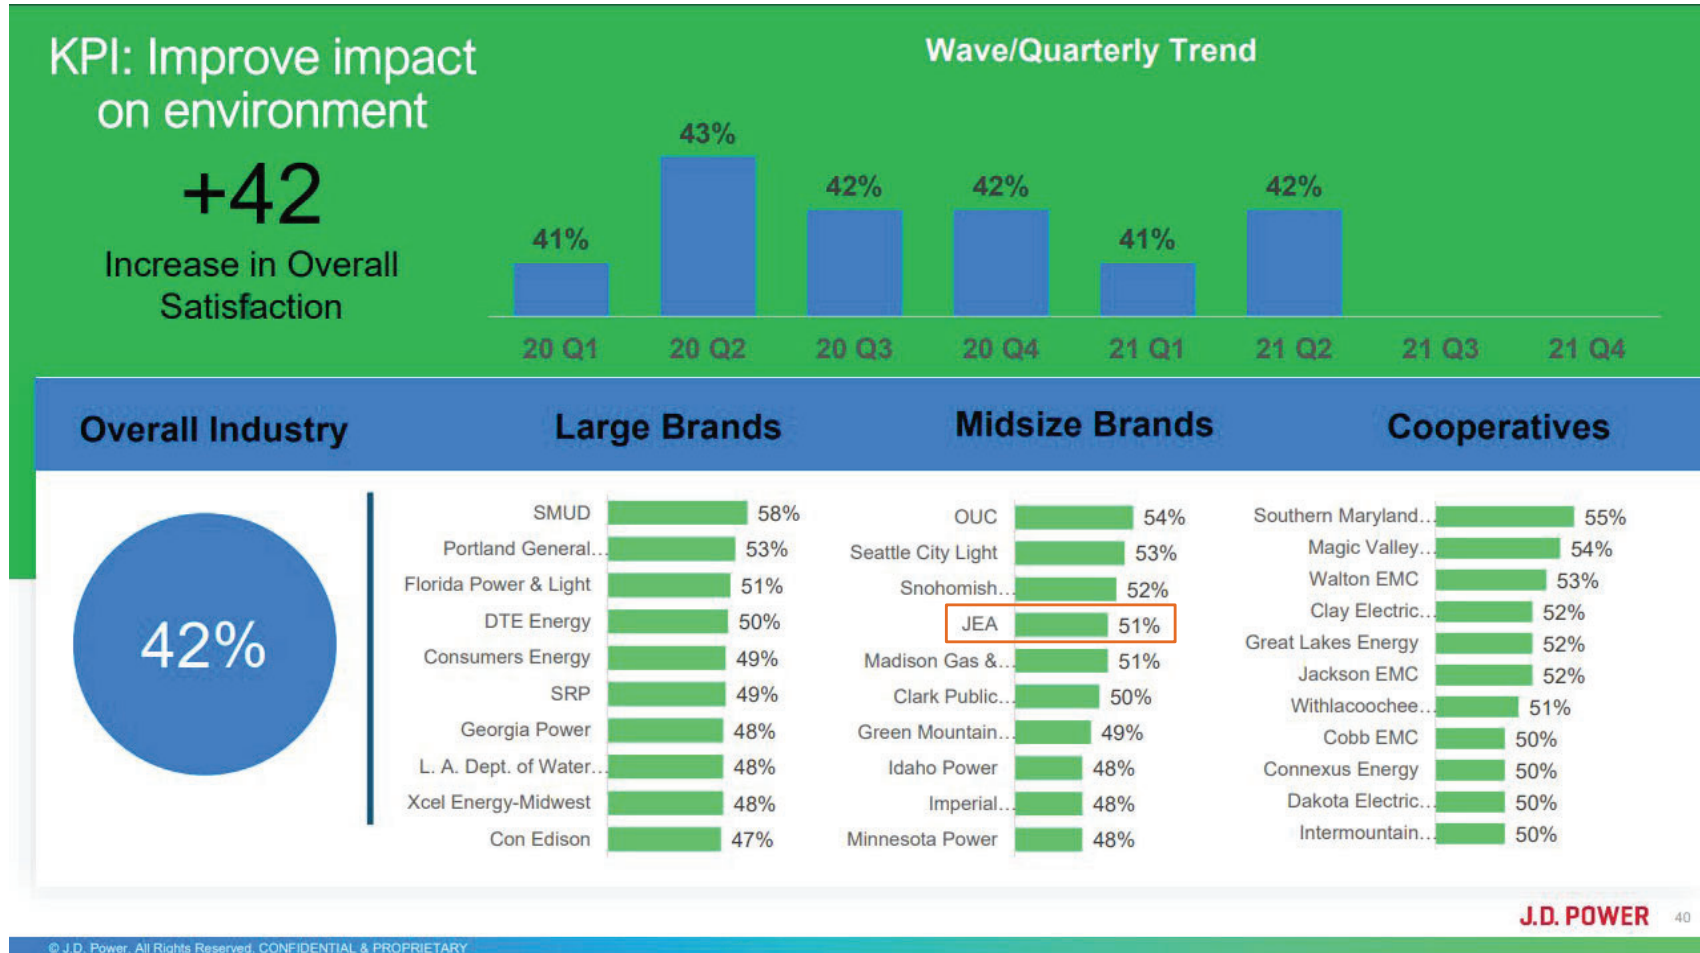 KPI: Improve impact
on environment
+42
Increase in Overall
Satisfaction
Wave/Quarterly Trend
41%
43%
42%
42%
41%
42%
20 Q1
20 Q2
20 Q3
20 Q4
21 Q1
21 Q2
21 Q3
21 Q4
Overall Industry
Large Brands
Midsize Brands
Cooperatives
42%
SMUD 58%
Portland General... 53%
Florida Power & Light 51%
DTE Energy 50%
Consumers Energy 49%
SRP 49%
Georgia Power 48%
L. A. Dept. of Water... 48%
Xcel Energy-Midwest 48%
Con Edison 47%
OUC 54%
Seattle City Light 53%
Snohomish... 52%
JEA 51%
Madison Gas &... 51%
Clark Public... 50%
Green Mountain... 49%
Idaho Power 48%
Imperial... 48%
Minnesota Power 48%
Southern Maryland... 55%
Magic Valley... 54%
Walton EMC 53%
Clay Electric... 52%
Great Lakes Energy 52%
Jackson EMC 52%
Withlacoochee... 51%
Cobb EMC 50%
Connexus Energy 50%
Dakota Electric... 50%
Intermountain... 50%
J.D. POWER 40
© J.D. Power. All Rights Reserved. CONFIDENTIAL & PROPRIETARY